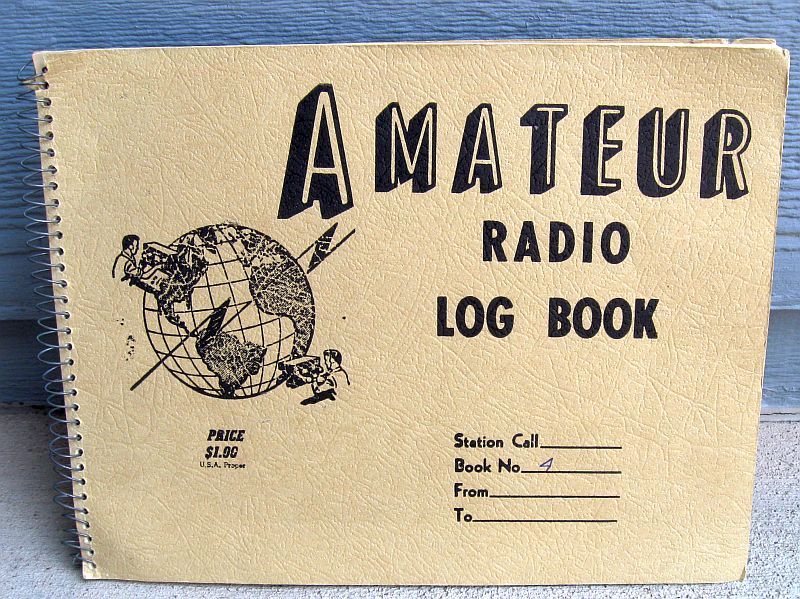 AMATEUR
RADIO
LOG BOOK
PRICE
$1.00
U.S.A. Proper
Station Call
Book No 4
From
To